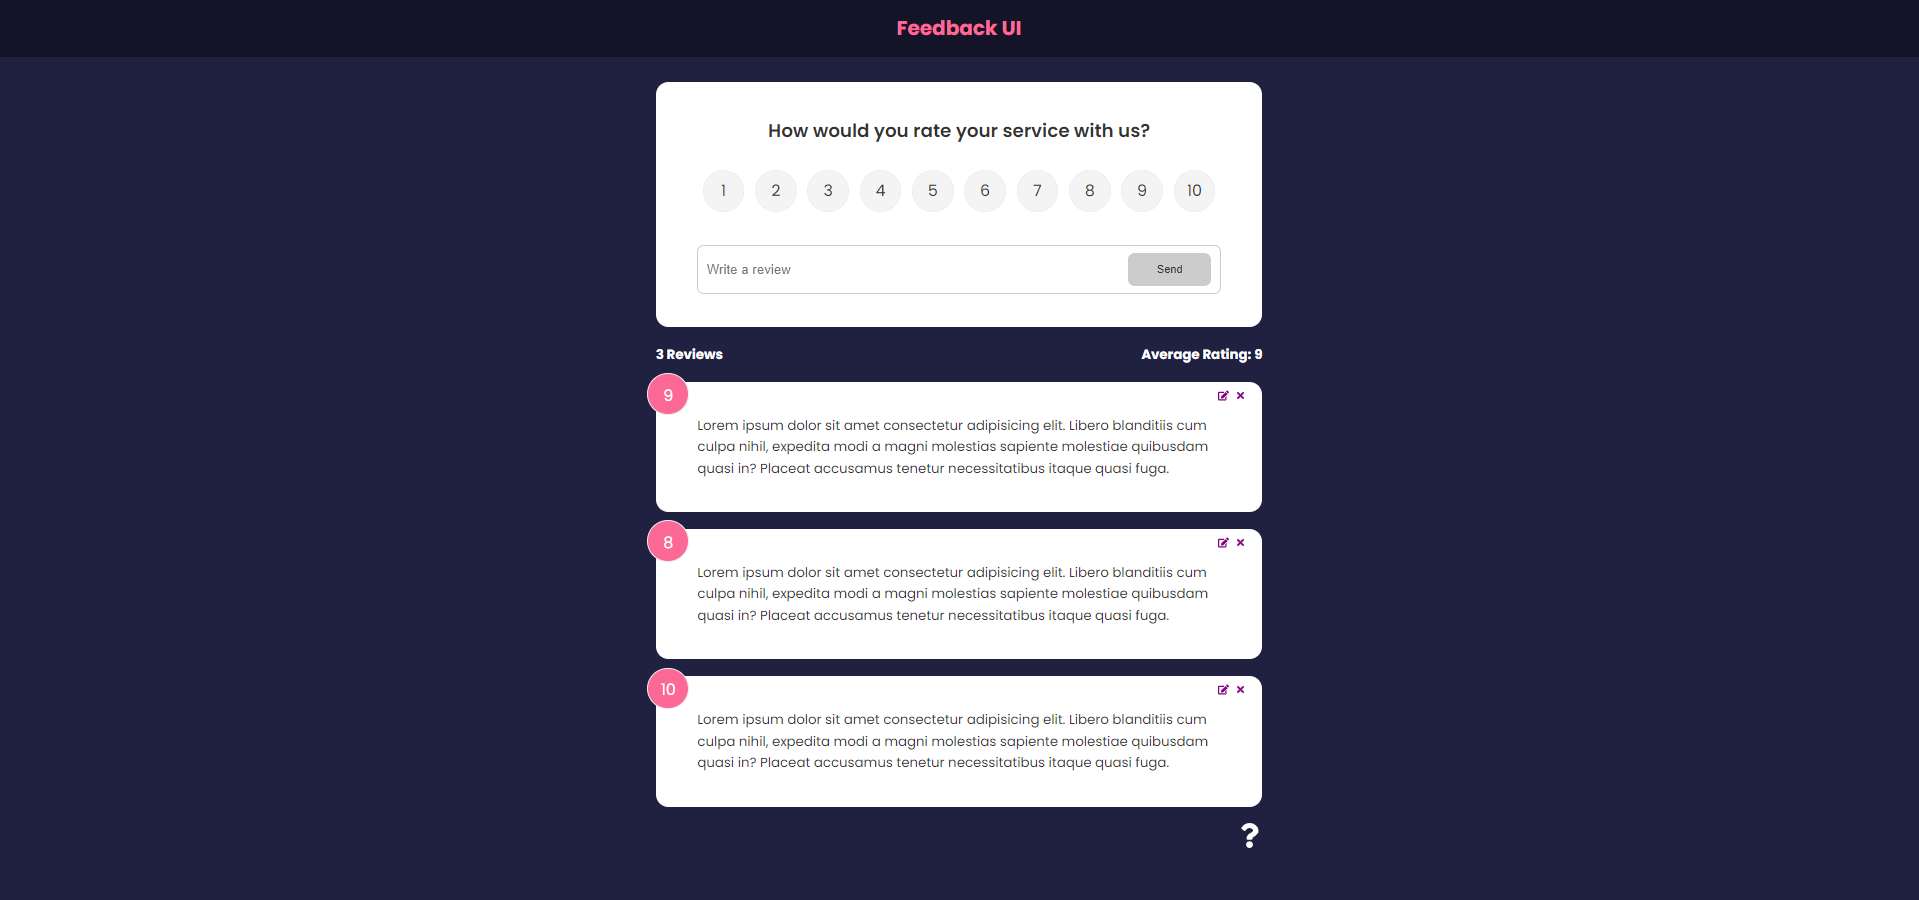 Feedback UI
How would you rate your service with us?
1 2 3 4 5 6 7 8 9 10
Write a review
Send
3 Reviews
Average Rating: 9
9
Lorem ipsum dolor sit amet consectetur adipisicing elit. Libero blanditiis cum
culpa nihil, expedita modi a magni molestias sapiente molestiae quibusdam
quasi in? Placeat accusamus tenetur necessitatibus itaque quasi fuga.
8
Lorem ipsum dolor sit amet consectetur adipisicing elit. Libero blanditiis cum
culpa nihil, expedita modi a magni molestias sapiente molestiae quibusdam
quasi in? Placeat accusamus tenetur necessitatibus itaque quasi fuga.
10
Lorem ipsum dolor sit amet consectetur adipisicing elit. Libero blanditiis cum
culpa nihil, expedita modi a magni molestias sapiente molestiae quibusdam
quasi in? Placeat accusamus tenetur necessitatibus itaque quasi fuga.
?